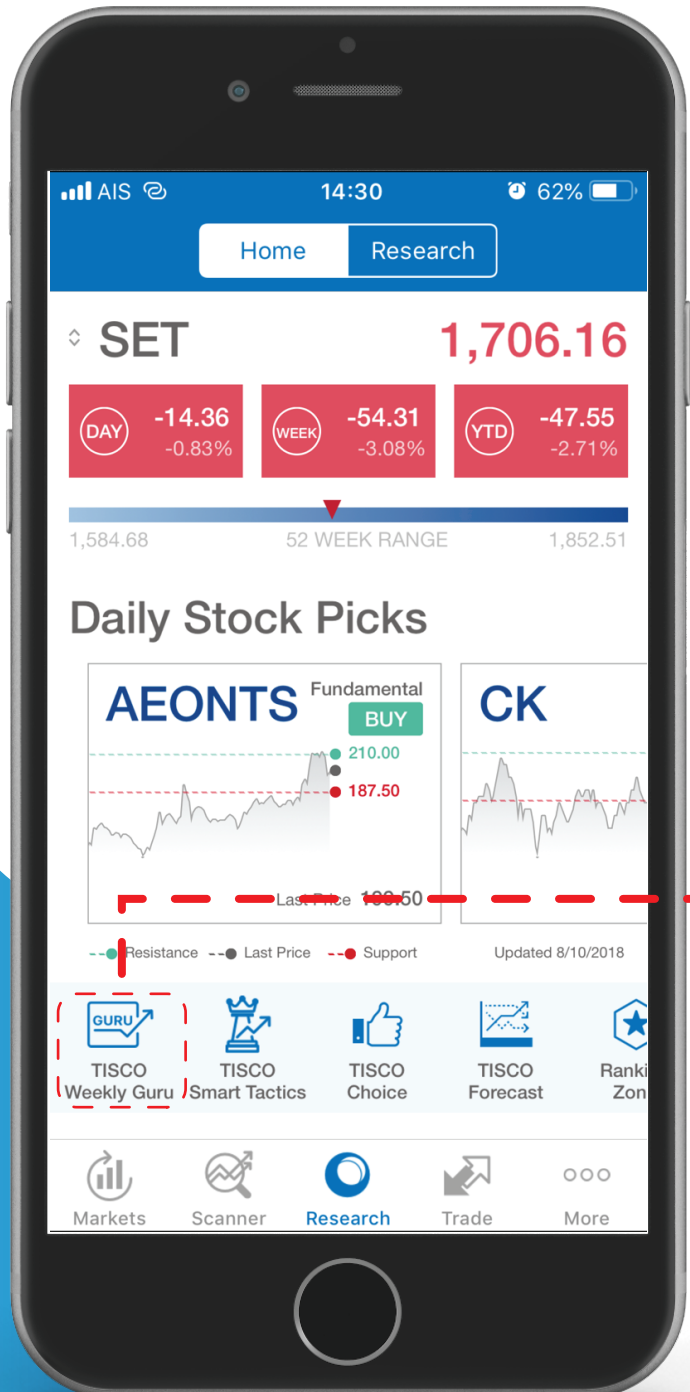 AIS 14:30 62%
Home Research
SET 1,706.16
DAY -14.36 -0.83%
WEEK -54.31 -3.08%
YTD -47.55 -2.71%
1,584.68 52 WEEK RANGE 1,852.51
Daily Stock Picks
AEONTS Fundamental
BUY
210.00
187.50
Last Price
CK
Resistance Last Price Support Updated 8/10/2018
GURU
TISCO
Weekly Guru
TISCO
Smart Tactics
TISCO
Choice
TISCO
Forecast
Ranki
Zon
Markets Scanner Research Trade More